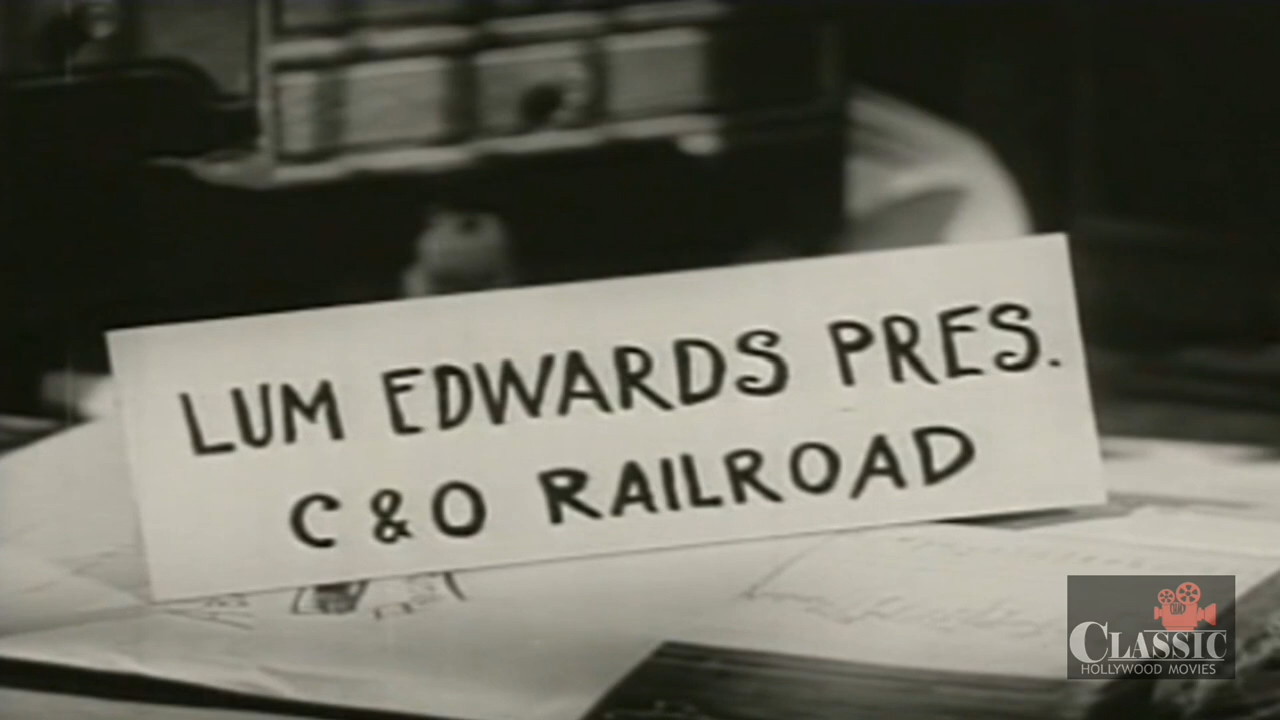 LUM EDWARDS PRES.
C & O RAILROAD
CLASSIC
HOLLYWOOD MOVIES